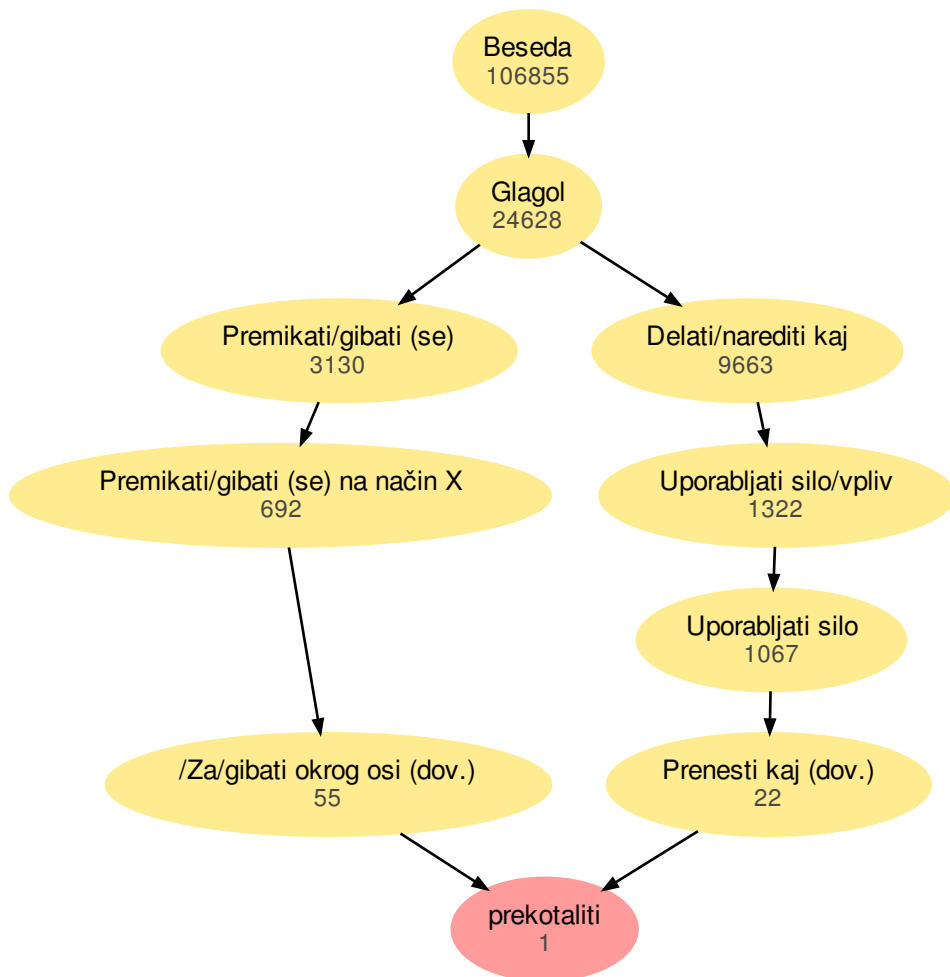 Beseda
106855
Glagol
24628
Premikati/gibati (se)
3130
Delati/narediti kaj
9663
Premikati/gibati (se) na način X
692
Uporabljati silo/vpliv
1322
Uporabljati silo
1067
/Za/gibati okrog osi (dov.)
55
Prenesti kaj (dov.)
22
prekotaliti
1